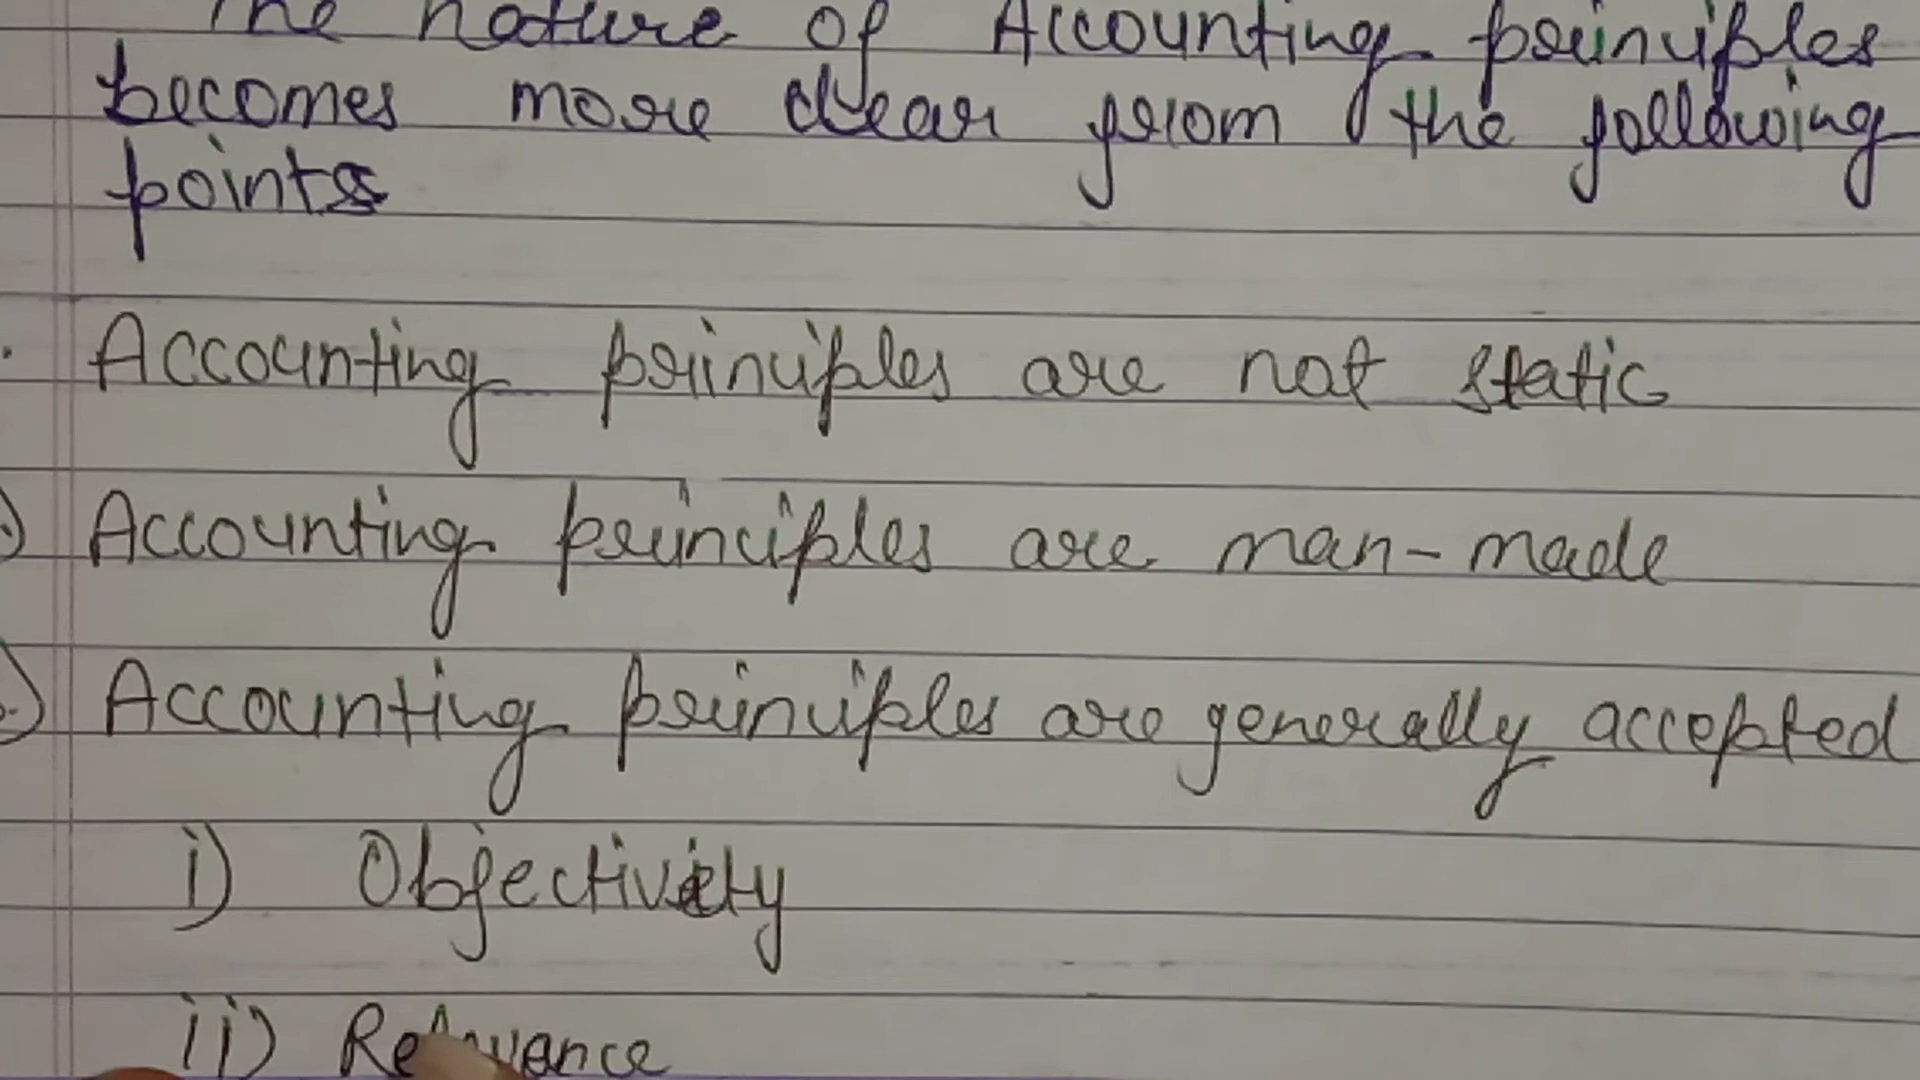 The nature of Accounting principles
becomes more clear from the following
points
Accounting principles are not static
Accounting principles are man-made
Accounting principles are generally accepted
i) Objectivity
ii) Relevance